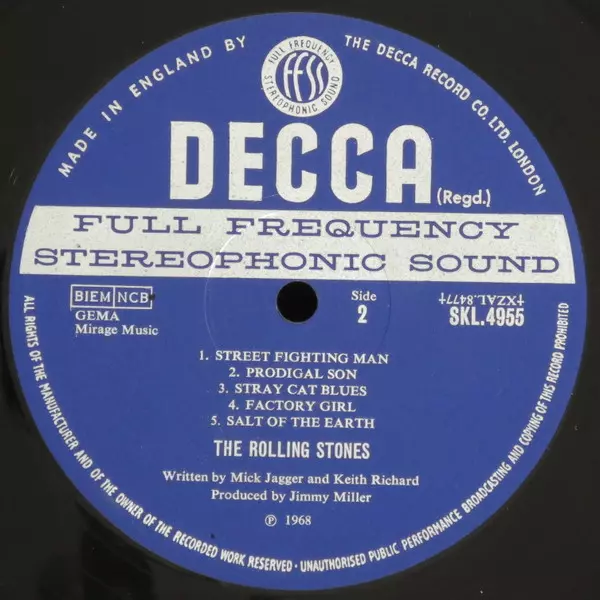 MADE IN ENGLAND BY THE DECCA RECORD CO. LTD. LONDON
FULL FREQUENCY
STEREOPHONIC SOUND
FFSS
DECCA
(Regd.)
FULL FREQUENCY
STEREOPHONIC SOUND
BIEM NCB
GEMA
Mirage Music
Side
2
‡XZAL.8477‡
SKL.4955
1. STREET FIGHTING MAN
2. PRODIGAL SON
3. STRAY CAT BLUES
4. FACTORY GIRL
5. SALT OF THE EARTH
THE ROLLING STONES
Written by Mick Jagger and Keith Richard
Produced by Jimmy Miller
℗ 1968
ALL RIGHTS OF THE MANUFACTURER AND OF THE OWNER OF THE RECORDED WORK RESERVED · UNAUTHORISED PUBLIC PERFORMANCE BROADCASTING AND COPYING OF THIS RECORD PROHIBITED